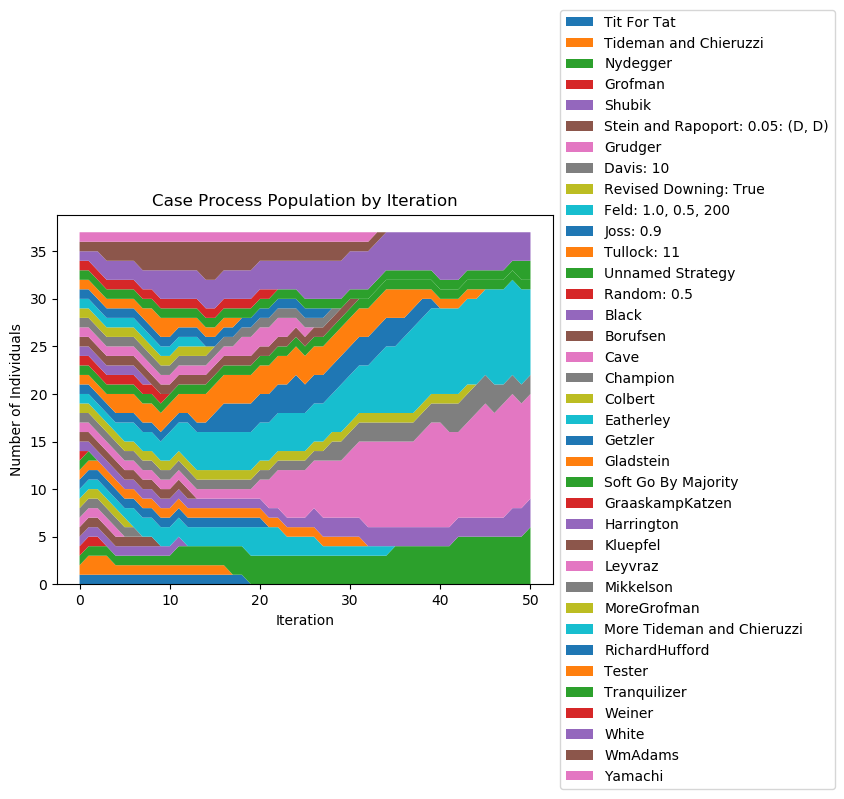 Case Process Population by Iteration
Number of Individuals
35
30
25
20
15
10
5
0
0 10 20 30 40 50
Iteration
Tit For Tat
Tideman and Chieruzzi
Nydegger
Grofman
Shubik
Stein and Rapoport: 0.05: (D, D)
Grudger
Davis: 10
Revised Downing: True
Feld: 1.0, 0.5, 200
Joss: 0.9
Tullock: 11
Unnamed Strategy
Random: 0.5
Black
Borufsen
Cave
Champion
Colbert
Eatherley
Getzler
Gladstein
Soft Go By Majority
GraaskampKatzen
Harrington
Kluepfel
Leyvraz
Mikkelson
MoreGrofman
More Tideman and Chieruzzi
RichardHufford
Tester
Tranquilizer
Weiner
White
WmAdams
Yamachi